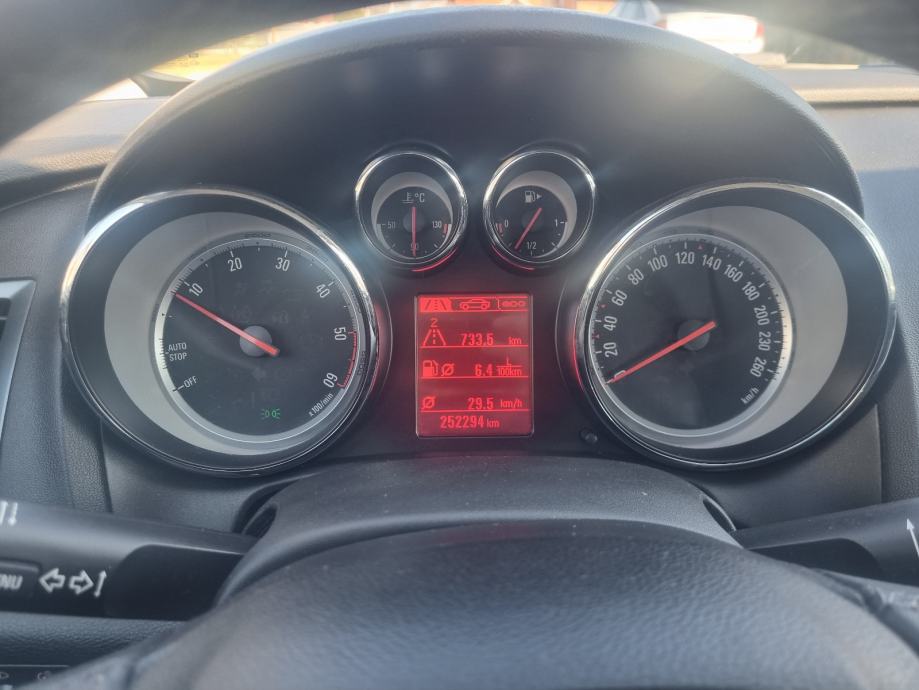 °C
50 90 130
0 1/2 1
OFF
AUTO
STOP
10 20 30 40 50 60
x100/min
2
733.5 km
6.4 L
100km
29.5 km/h
252294 km
0 20 40 60 80 100 120 140 160 180 200 230 260
km/h
ENU